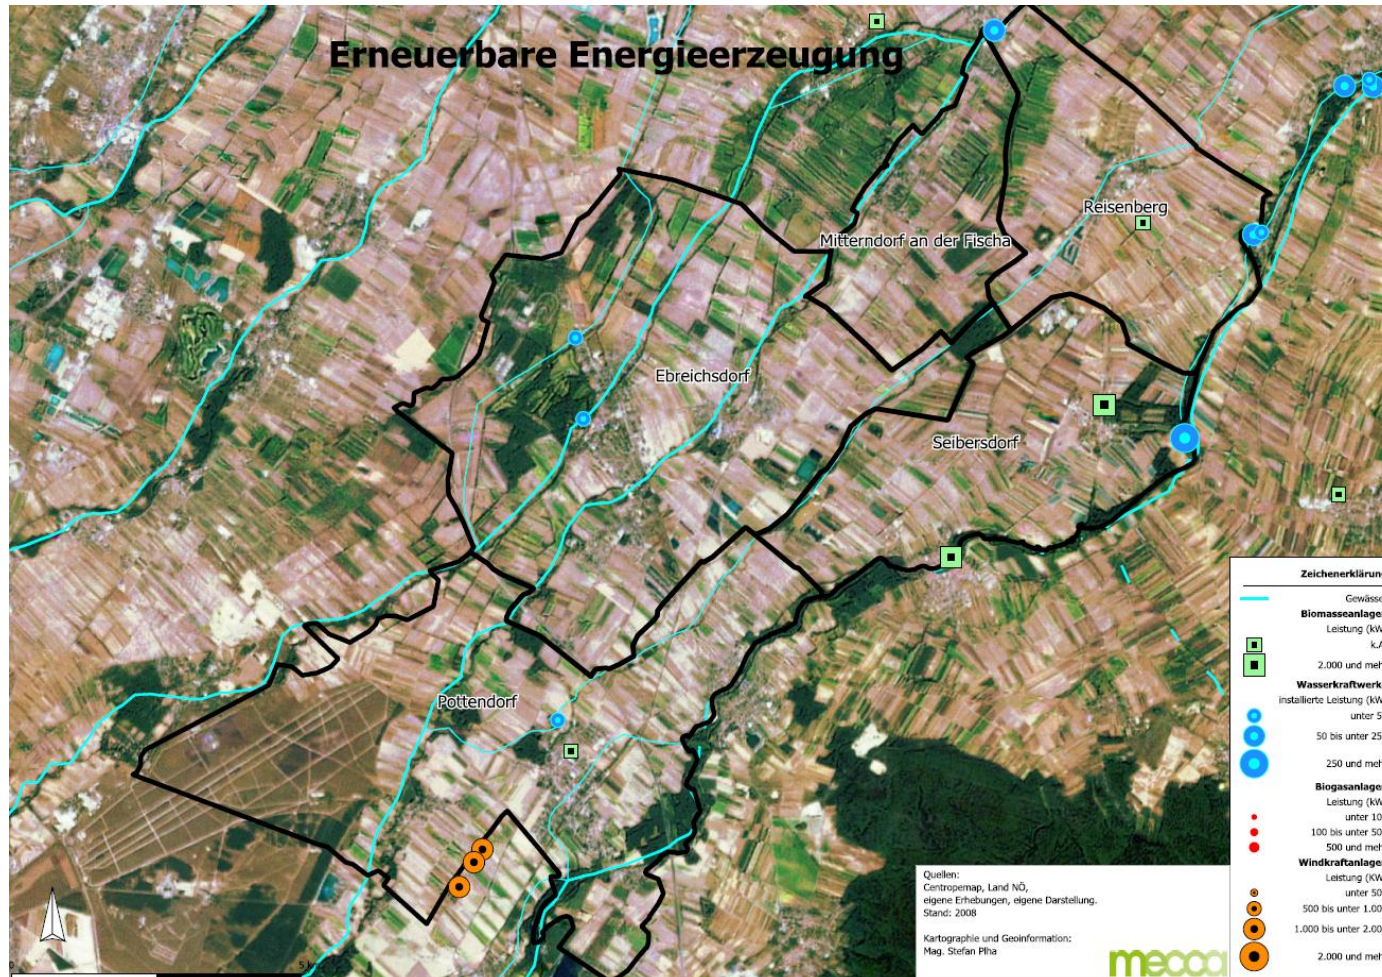 Erneuerbare Energieerzeugung
Reisenberg
Mitterndorf an der Fischa
Ebreichsdorf
Seibersdorf
Pottendorf
Zeichenerklärung
Gewässe
Biomasseanlage
Leistung (kW
k.A
2.000 und meh
Wasserkraftwerk
installierte Leistung (kW
unter 5
50 bis unter 25
250 und meh
Biogasanlage
Leistung (kW
unter 10
100 bis unter 50
500 und meh
Windkraftanlage
Leistung (KW
unter 50
500 bis unter 1.00
1.000 bis unter 2.00
2.000 und meh
Quellen:
Centropemap, Land NÖ,
eigene Erhebungen, eigene Darstellung.
Stand: 2008
Kartographie und Geoinformation:
Mag. Stefan Plha
mecca
0
5 k